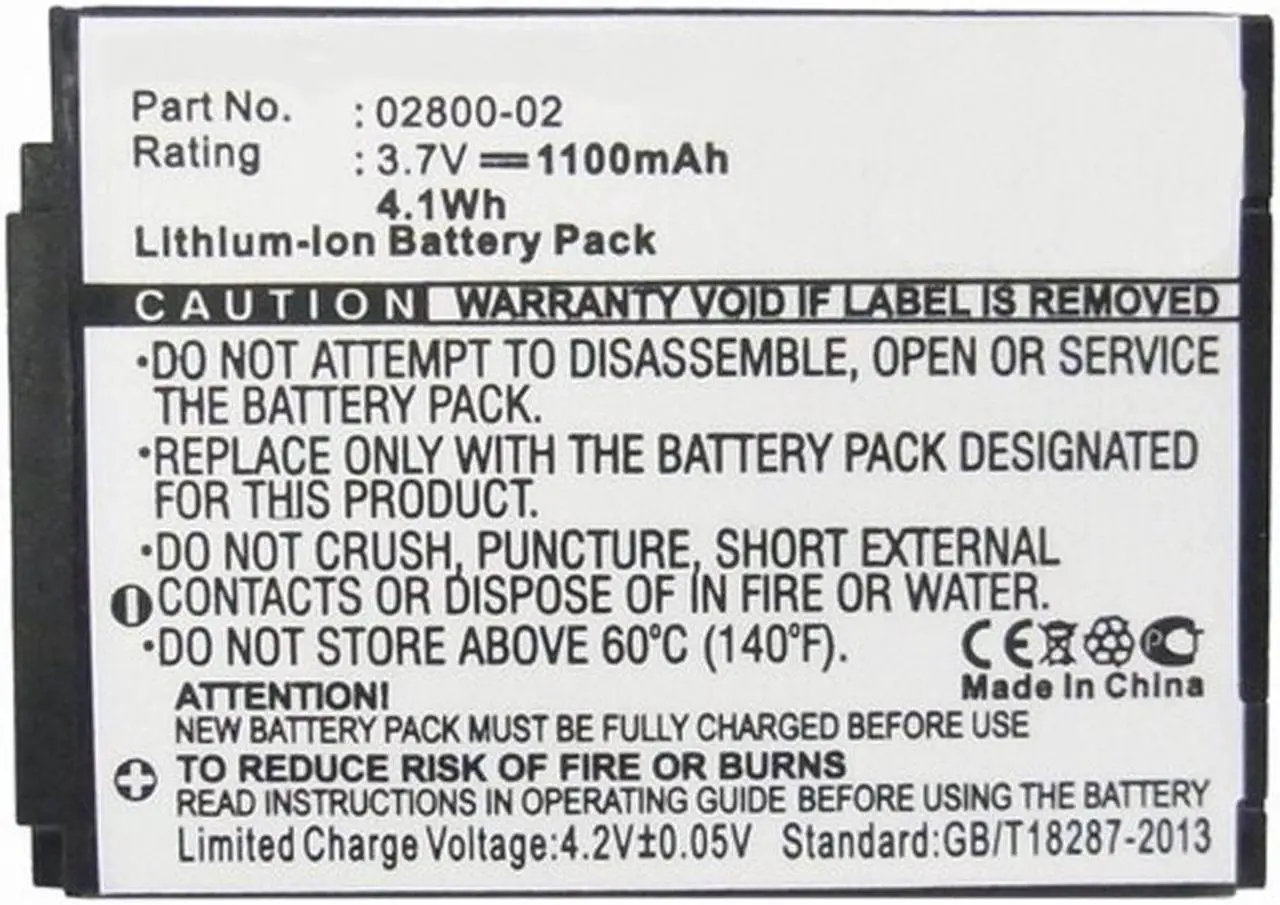 Part No. : 02800-02
Rating : 3.7V ⎓ 1100mAh
4.1Wh
Lithium-Ion Battery Pack
CAUTION WARRANTY VOID IF LABEL IS REMOVED
•DO NOT ATTEMPT TO DISASSEMBLE, OPEN OR SERVICE
THE BATTERY PACK.
•REPLACE ONLY WITH THE BATTERY PACK DESIGNATED
FOR THIS PRODUCT.
•DO NOT CRUSH, PUNCTURE, SHORT EXTERNAL
CONTACTS OR DISPOSE OF IN FIRE OR WATER.
•DO NOT STORE ABOVE 60°C (140°F).
CE PC
Made In China
ATTENTION!
NEW BATTERY PACK MUST BE FULLY CHARGED BEFORE USE
TO REDUCE RISK OF FIRE OR BURNS
READ INSTRUCTIONS IN OPERATING GUIDE BEFORE USING THE BATTERY
Limited Charge Voltage:4.2V±0.05V Standard:GB/T18287-2013